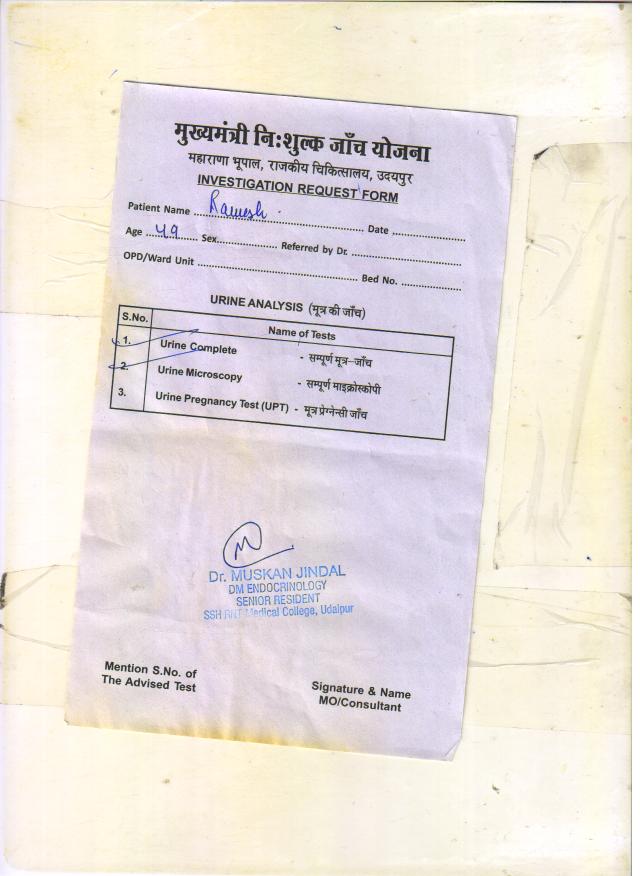 मुख्यमंत्री नि:शुल्क जाँच योजना
महाराणा भूपाल, राजकीय चिकित्सालय, उदयपुर
INVESTIGATION REQUEST FORM
Patient Name Ramesh Date
Age 49 Sex Referred by Dr.
OPD/Ward Unit Bed No.
URINE ANALYSIS (मूत्र की जाँच)
S.No. Name of Tests
1. Urine Complete - सम्पूर्ण मूत्र-जाँच
2. Urine Microscopy - सम्पूर्ण माइक्रोस्कोपी
3. Urine Pregnancy Test (UPT) - मूत्र प्रेग्नेन्सी जाँच
Dr. MUSKAN JINDAL
DM ENDOCRINOLOGY
SENIOR RESIDENT
SSH RNT Medical College, Udaipur
Mention S.No. of
The Advised Test
Signature & Name
MO/Consultant